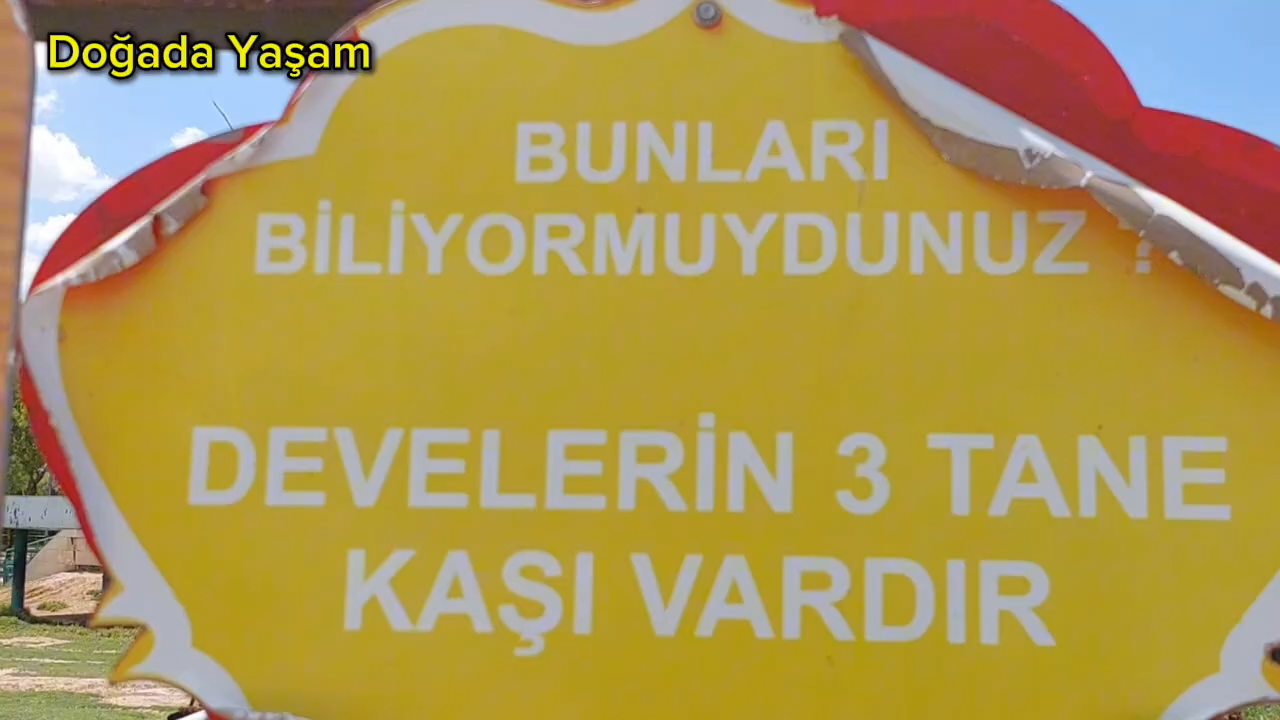 Doğada Yaşam
BUNLARI
BİLİYORMUYDUNUZ ?
DEVELERİN 3 TANE
KAŞI VARDIR